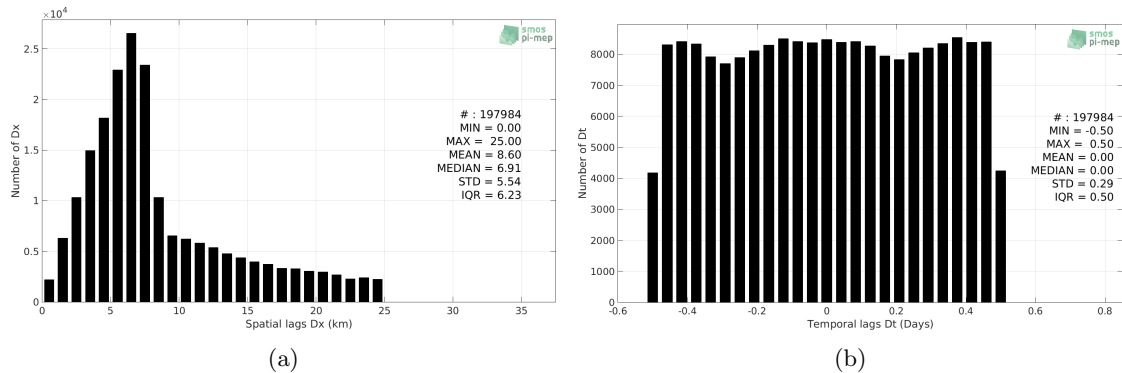 ×10⁴
2.5
2
1.5
1
0.5
0
0 5 10 15 20 25 30 35
Number of Dx
Spatial lags Dx (km)
smos
pi-mep
# : 197984
MIN = 0.00
MAX = 25.00
MEAN = 8.60
MEDIAN = 6.91
STD = 5.54
IQR = 6.23
(a)
8000
7000
6000
5000
4000
3000
2000
1000
0
-0.6 -0.4 -0.2 0 0.2 0.4 0.6 0.8
Number of Dt
Temporal lags Dt (Days)
smos
pi-mep
# : 197984
MIN = -0.50
MAX = 0.50
MEAN = 0.00
MEDIAN = 0.00
STD = 0.29
IQR = 0.50
(b)